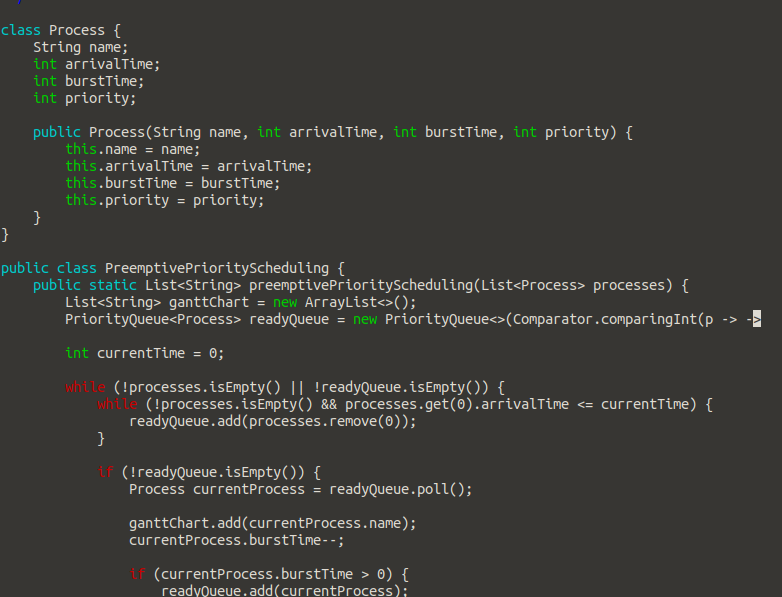 class Process {
    String name;
    int arrivalTime;
    int burstTime;
    int priority;

    public Process(String name, int arrivalTime, int burstTime, int priority) {
        this.name = name;
        this.arrivalTime = arrivalTime;
        this.burstTime = burstTime;
        this.priority = priority;
    }
}

public class PreemptivePriorityScheduling {
    public static List<String> preemptivePriorityScheduling(List<Process> processes) {
        List<String> ganttChart = new ArrayList<>();
        PriorityQueue<Process> readyQueue = new PriorityQueue<>(Comparator.comparingInt(p -> ->

        int currentTime = 0;

        while (!processes.isEmpty() || !readyQueue.isEmpty()) {
            while (!processes.isEmpty() && processes.get(0).arrivalTime <= currentTime) {
                readyQueue.add(processes.remove(0));
            }

            if (!readyQueue.isEmpty()) {
                Process currentProcess = readyQueue.poll();

                ganttChart.add(currentProcess.name);
                currentProcess.burstTime--;

                if (currentProcess.burstTime > 0) {
                    readyQueue.add(currentProcess);